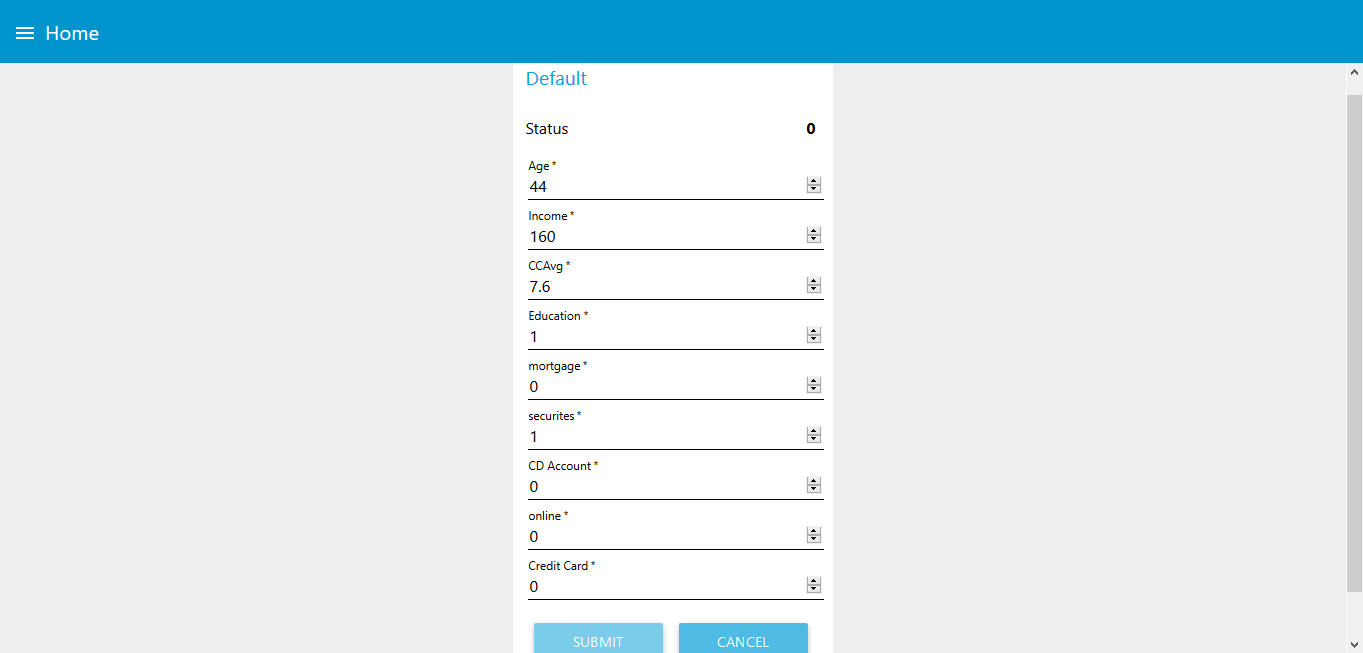 Home
Default
Status 0
Age *
44
Income *
160
CCAvg *
7.6
Education *
1
mortgage *
0
securites *
1
CD Account *
0
online *
0
Credit Card *
0
SUBMIT CANCEL